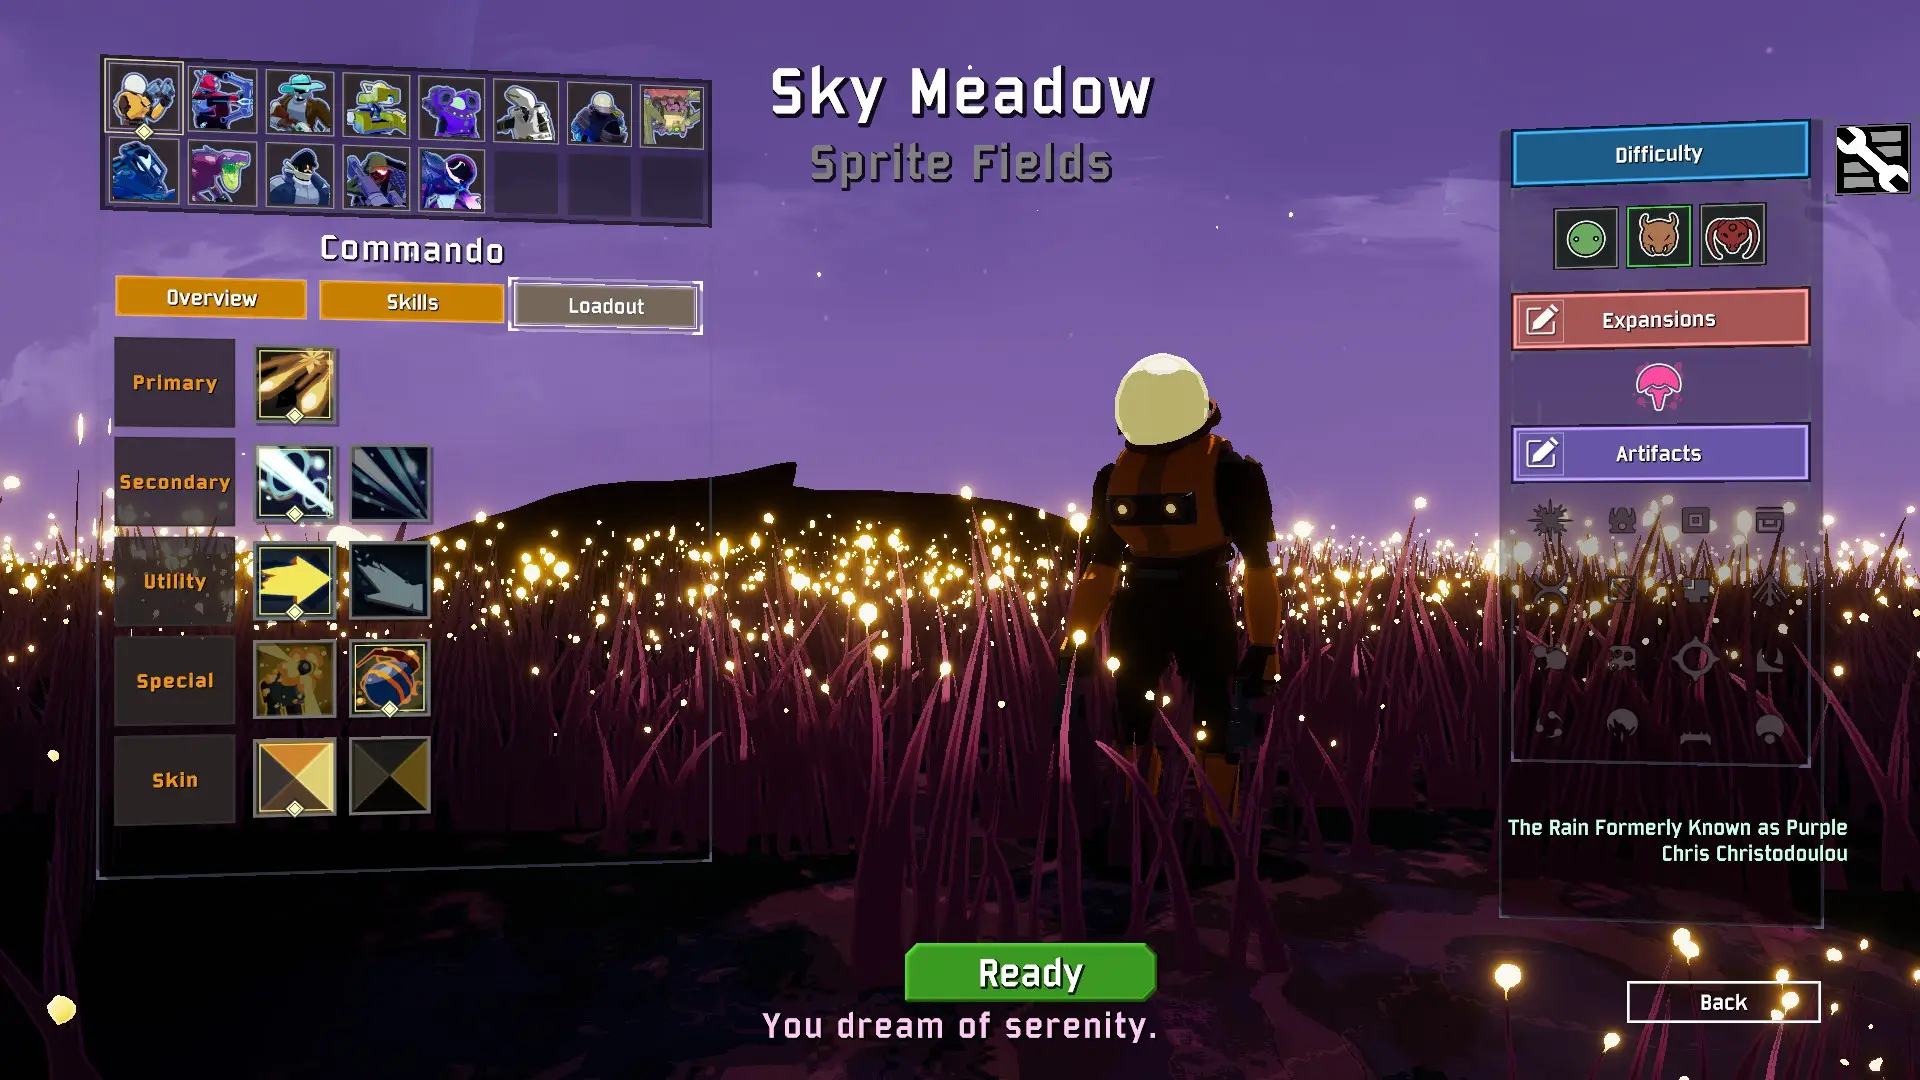 Sky Meadow
Sprite Fields
Commando
Overview
Skills
Loadout
Primary
Secondary
Utility
Special
Skin
Difficulty
Expansions
Artifacts
The Rain Formerly Known as Purple
Chris Christodoulou
Ready
You dream of serenity.
Back